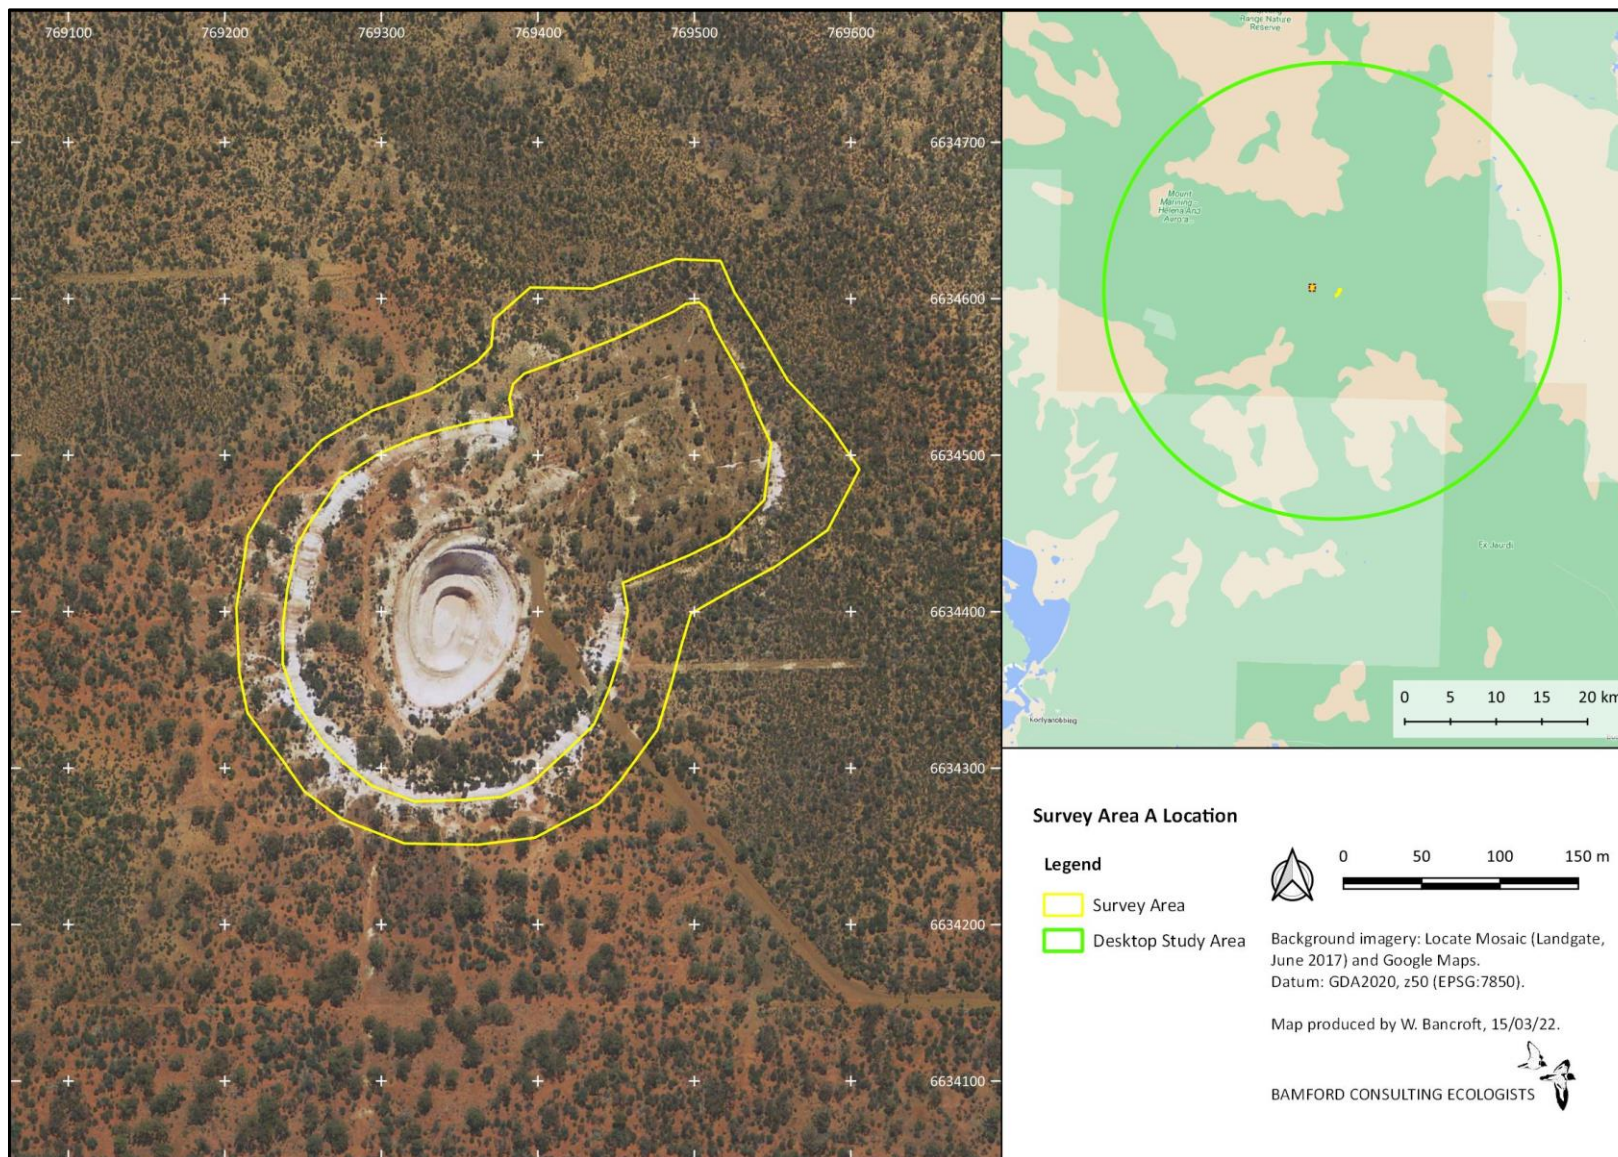 769100 769200 769300 769400 769500 769600
6634700
6634600
6634500
6634400
6634300
6634200
6634100
Range Nature
Reserve
Mount
Manning
Helena And
Aurora
Ex Jaurdi
Koolyanobbing
0 5 10 15 20 km
Survey Area A Location
Legend
Survey Area
Desktop Study Area
0 50 100 150 m
Background imagery: Locate Mosaic (Landgate,
June 2017) and Google Maps.
Datum: GDA2020, z50 (EPSG:7850).
Map produced by W. Bancroft, 15/03/22.
BAMFORD CONSULTING ECOLOGISTS